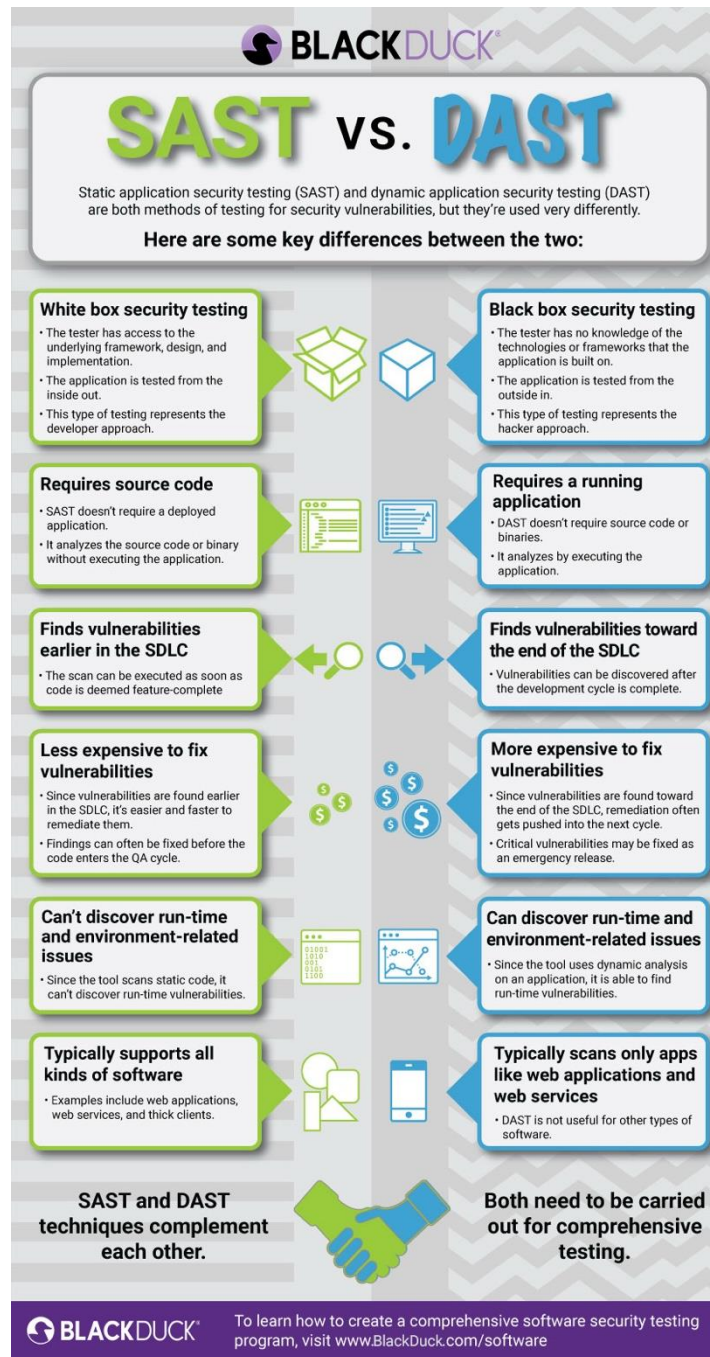 BLACKDUCK®
SAST vs. DAST
Static application security testing (SAST) and dynamic application security testing (DAST)
are both methods of testing for security vulnerabilities, but they're used very differently.
Here are some key differences between the two:
White box security testing
• The tester has access to the
underlying framework, design, and
implementation.
• The application is tested from the
inside out.
• This type of testing represents the
developer approach.
Black box security testing
• The tester has no knowledge of the
technologies or frameworks that the
application is built on.
• The application is tested from the
outside in.
• This type of testing represents the
hacker approach.
Requires source code
• SAST doesn't require a deployed
application.
• It analyzes the source code or binary
without executing the application.
Requires a running
application
• DAST doesn't require source code or
binaries.
• It analyzes by executing the
application.
Finds vulnerabilities
earlier in the SDLC
• The scan can be executed as soon as
code is deemed feature-complete
Finds vulnerabilities toward
the end of the SDLC
• Vulnerabilities can be discovered after
the development cycle is complete.
Less expensive to fix
vulnerabilities
• Since vulnerabilities are found earlier
in the SDLC, it's easier and faster to
remediate them.
• Findings can often be fixed before the
code enters the QA cycle.
$
$
$
$
$
$
$
More expensive to fix
vulnerabilities
• Since vulnerabilities are found toward
the end of the SDLC, remediation often
gets pushed into the next cycle.
• Critical vulnerabilities may be fixed as
an emergency release.
Can't discover run-time
and environment-related
issues
• Since the tool scans static code, it
can't discover run-time vulnerabilities.
01001
1010
001
0101
1100
Can discover run-time and
environment-related issues
• Since the tool uses dynamic analysis
on an application, it is able to find
run-time vulnerabilities.
Typically supports all
kinds of software
• Examples include web applications,
web services, and thick clients.
Typically scans only apps
like web applications and
web services
• DAST is not useful for other types of
software.
SAST and DAST
techniques complement
each other.
Both need to be carried
out for comprehensive
testing.
BLACKDUCK®
To learn how to create a comprehensive software security testing
program, visit www.BlackDuck.com/software